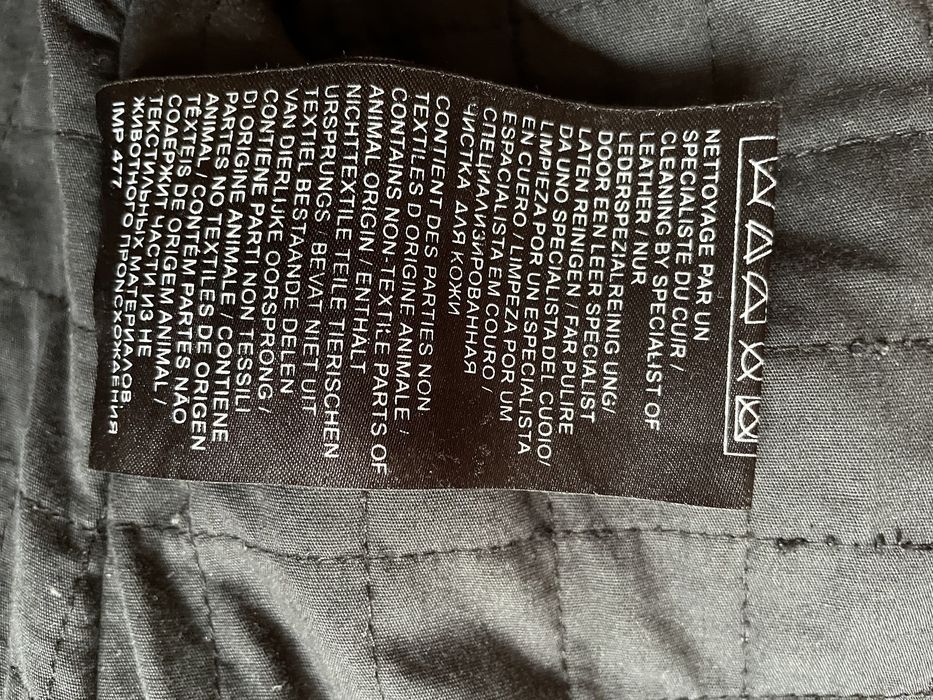 NETTOYAGE PAR UN
SPECIALISTE DU CUIR /
CLEANING BY SPECIALIST OF
LEATHER / NUR
LEDERSPEZIALREINIG UNG/
DOOR EEN LEER SPECIALIST
LATEN REINIGEN / FAR PULIRE
DA UNO, SPECIALISTA DEL CUOIO/
LIMPEZA POR UN ESPECIALISTA
EN CUERO / LIMPEZA POR UM
ESPACIALISTA EM COURO /
СПЕЦИАЛИЗИРОВАННАЯ
ЧИСТКА ДЛЯ КОЖИ
CONTIENT DES PARTIES NON
TEXTILES D ORIGINE ANIMALE /
CONTAINS NON TEXTILE PARTS OF
ANIMAL ORIGIN / ENTHÄLT
NICHTTEXTILE TEILE TIERISCHEN
URSPRUNGS BEVAT NIET UIT
TEXTIEL BESTAANDE DELEN
VAN DIERLIJKE OORSPRONG /
CONTIENE PARTI NON TESSILI
D'ORIGINE ANIMALE / CONTIENE
PARTES NO TEXTILES DE ORIGEN
ANIMAL / CONTÉM PARTES NÃO
TEXTEIS DE ORIGEM ANIMAL /
СОДЕРЖИТ ЧАСТИ ИЗ НЕ
ТЕКСТИЛЬНЫХ МАТЕРИАЛОВ
ЖИВОТНОГО ПРОИСХОЖДЕНИЯ
IMP 477